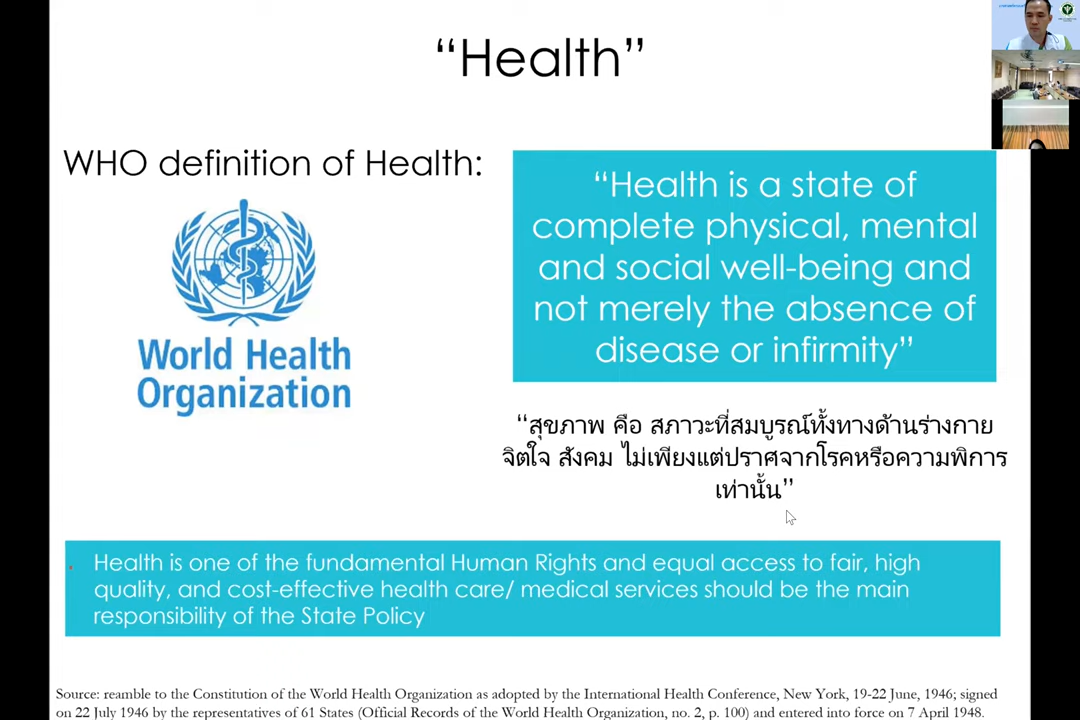 “Health”
WHO definition of Health:
World Health
Organization
“Health is a state of
complete physical, mental
and social well-being and
not merely the absence of
disease or infirmity”
“สุขภาพ คือ สภาวะที่สมบูรณ์ทั้งทางด้านร่างกาย
จิตใจ สังคม ไม่เพียงแต่ปราศจากโรคหรือความพิการ
เท่านั้น”
Health is one of the fundamental Human Rights and equal access to fair, high
quality, and cost-effective health care/ medical services should be the main
responsibility of the State Policy
Source: reamble to the Constitution of the World Health Organization as adopted by the International Health Conference, New York, 19-22 June, 1946; signed
on 22 July 1946 by the representatives of 61 States (Official Records of the World Health Organization, no. 2, p. 100) and entered into force on 7 April 1948.